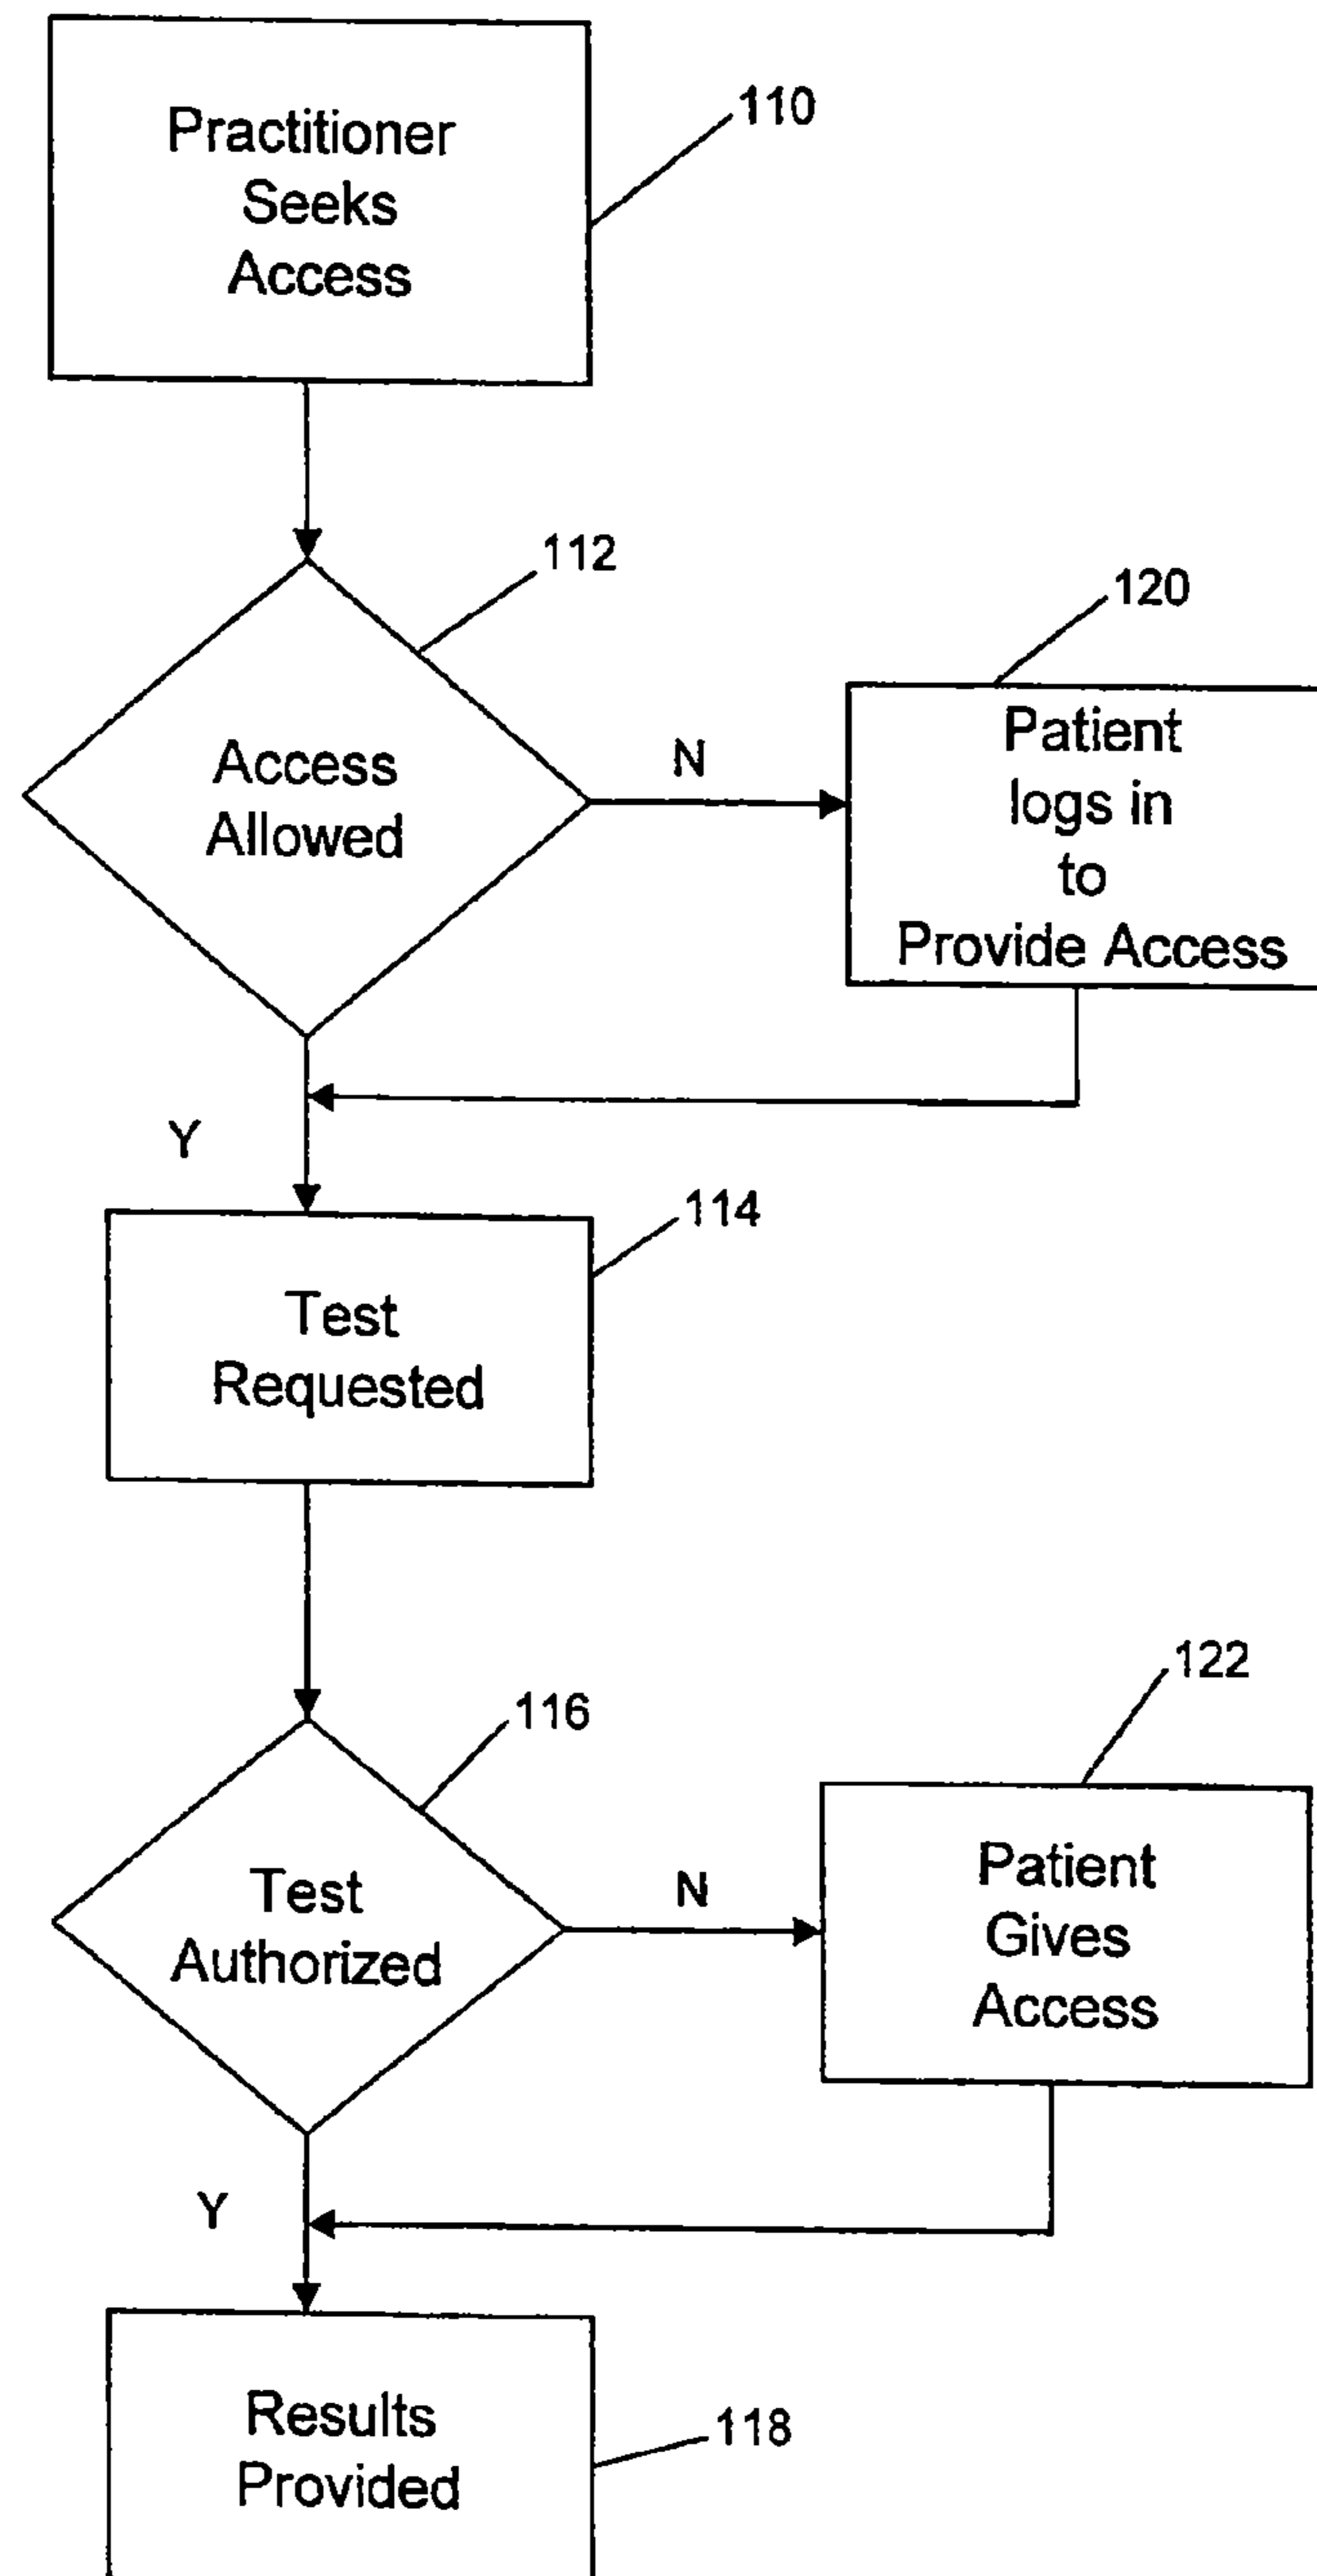 Practitioner
Seeks
Access
110
112
Access
Allowed
N
120
Patient
logs in
to
Provide Access
Y
114
Test
Requested
116
Test
Authorized
N
122
Patient
Gives
Access
Y
Results
Provided
118